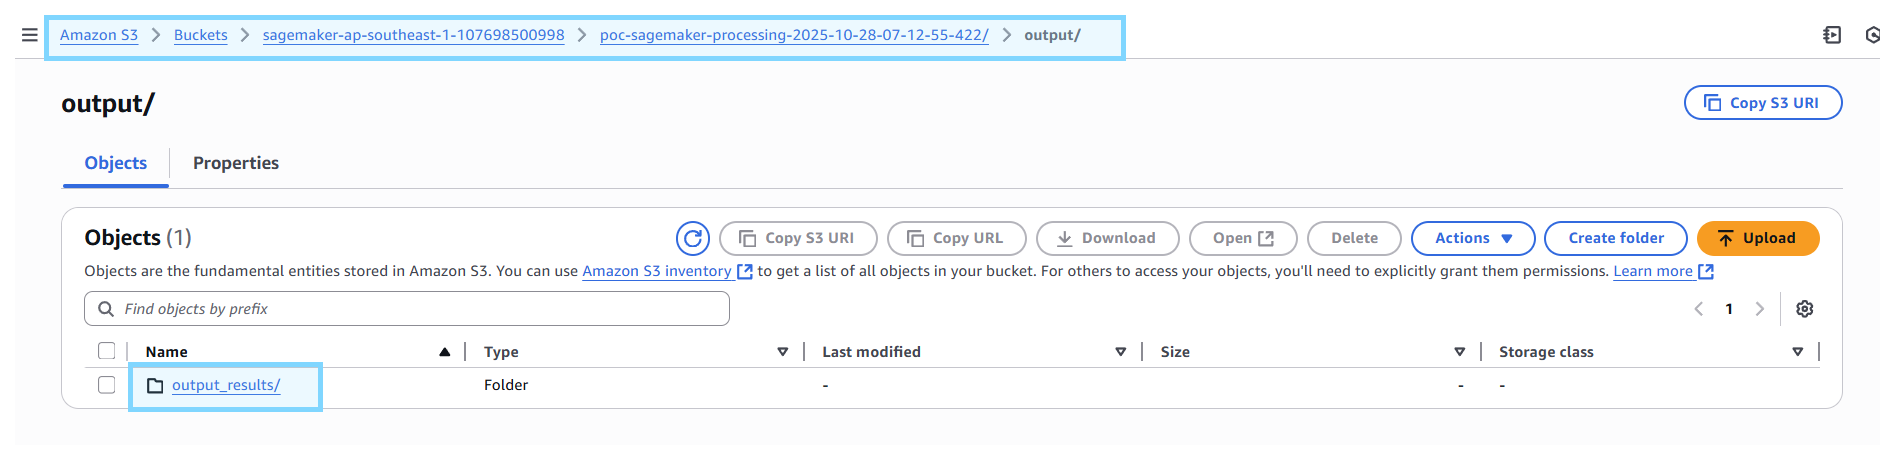 Amazon S3 > Buckets > sagemaker-ap-southeast-1-107698500998 > poc-sagemaker-processing-2025-10-28-07-12-55-422/ > output/
output/
Copy S3 URI
Objects Properties
Objects (1)
Copy S3 URI Copy URL Download Open Delete Actions Create folder Upload
Objects are the fundamental entities stored in Amazon S3. You can use Amazon S3 inventory to get a list of all objects in your bucket. For others to access your objects, you'll need to explicitly grant them permissions. Learn more
Find objects by prefix
1
Name Type Last modified Size Storage class
output_results/ Folder - - -